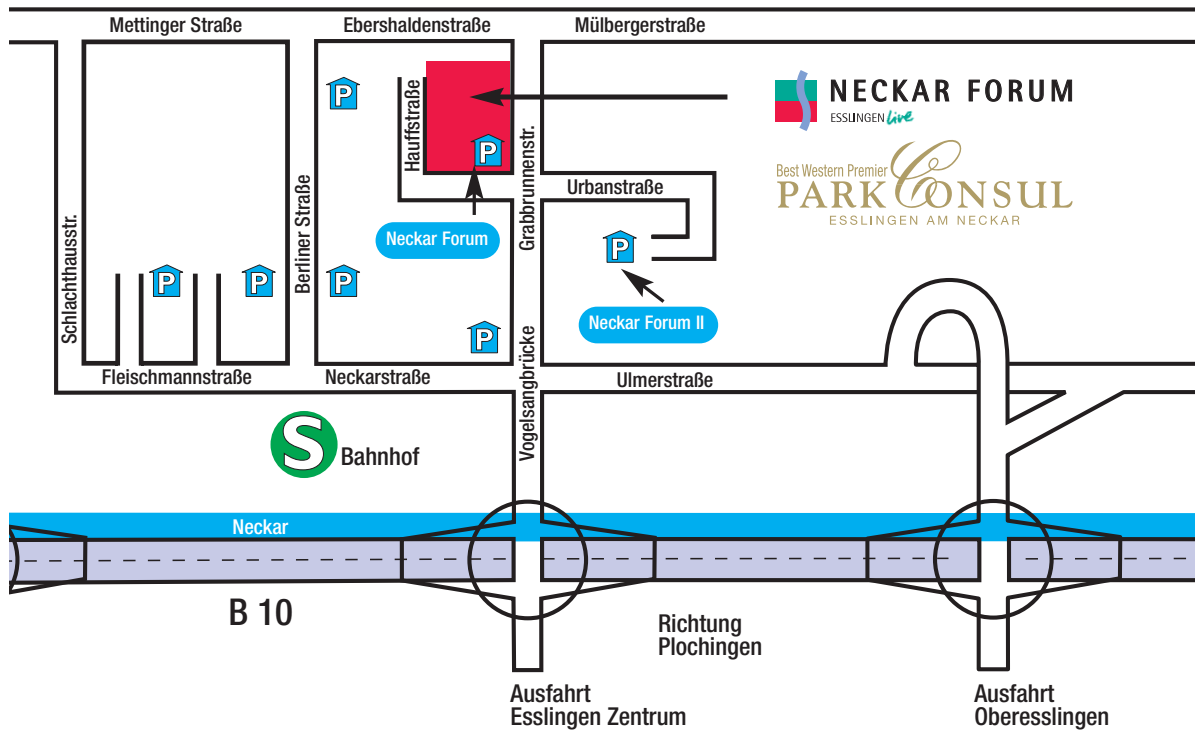 Mettinger Straße
Ebershaldenstraße
Mülbergerstraße
P
Hauffstraße
NECKAR FORUM
ESSLINGEN live
P
Grabbrunnenstr.
Best Western Premier
PARK CONSUL
ESSLINGEN AM NECKAR
Urbanstraße
Schlachthausstr.
Berliner Straße
Neckar Forum
P
P
P
P
Neckar Forum II
P
Vogelsangbrücke
Fleischmannstraße
Neckarstraße
Ulmerstraße
S
Bahnhof
Neckar
B 10
Richtung
Plochingen
Ausfahrt
Esslingen Zentrum
Ausfahrt
Oberesslingen